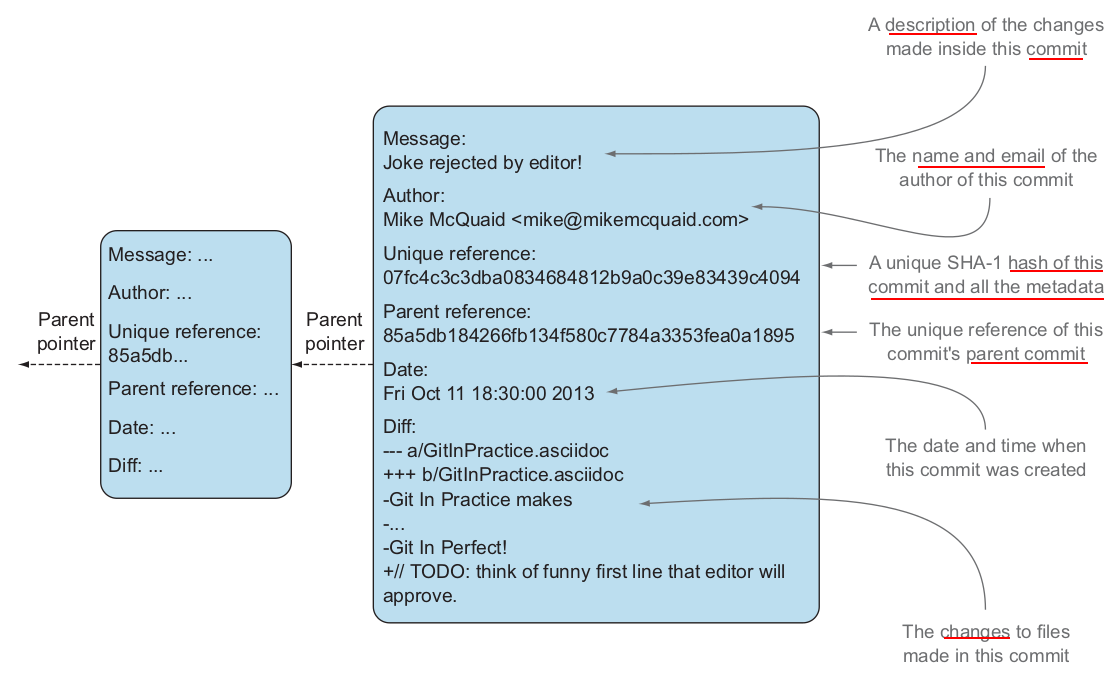 A description of the changes
made inside this commit
Message:
Joke rejected by editor!
The name and email of the
author of this commit
Author:
Mike McQuaid <mike@mikemcquaid.com>
Unique reference:
07fc4c3c3dba0834684812b9a0c39e83439c4094
A unique SHA-1 hash of this
commit and all the metadata
Parent reference:
85a5db184266fb134f580c7784a3353fea0a1895
The unique reference of this
commit's parent commit
Date:
Fri Oct 11 18:30:00 2013
The date and time when
this commit was created
Diff:
--- a/GitInPractice.asciidoc
+++ b/GitInPractice.asciidoc
-Git In Practice makes
-...
-Git In Perfect!
+// TODO: think of funny first line that editor will
approve.
The changes to files
made in this commit
Parent
pointer
Message: ...
Author: ...
Unique reference:
85a5db...
Parent reference: ...
Date: ...
Diff: ...
Parent
pointer